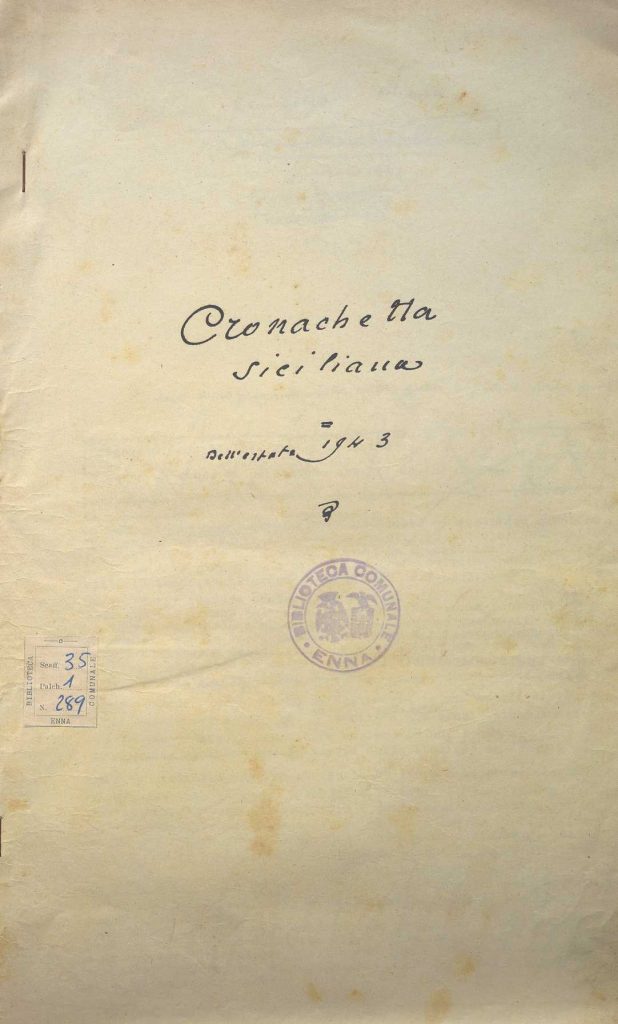 Cronachetta
siciliana
=
Dell'estate 1943
BIBLIOTECA COMUNALE
• ENNA •
BIBLIOTECA
COMUNALE
Scaff. 35
Palch. 1
N. 289
ENNA